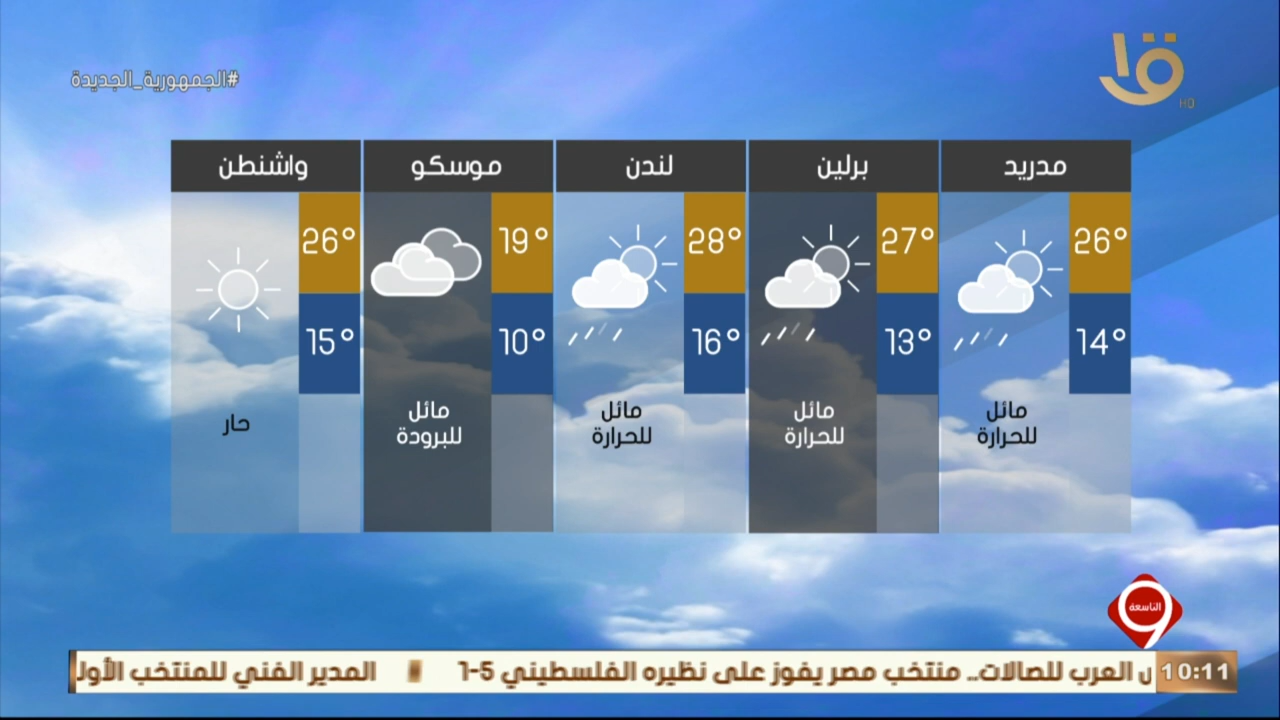 #الجمهورية_الجديدة
HD
مدريد
26°
14°
مائل
للحرارة
برلين
27°
13°
مائل
للحرارة
لندن
28°
16°
مائل
للحرارة
موسكو
19°
10°
مائل
للبرودة
واشنطن
26°
15°
حار
التاسعة
9
10:11
العرب للصالات.. منتخب مصر يفوز على نظيره الفلسطيني 5-1 المدير الفني للمنتخب الأول